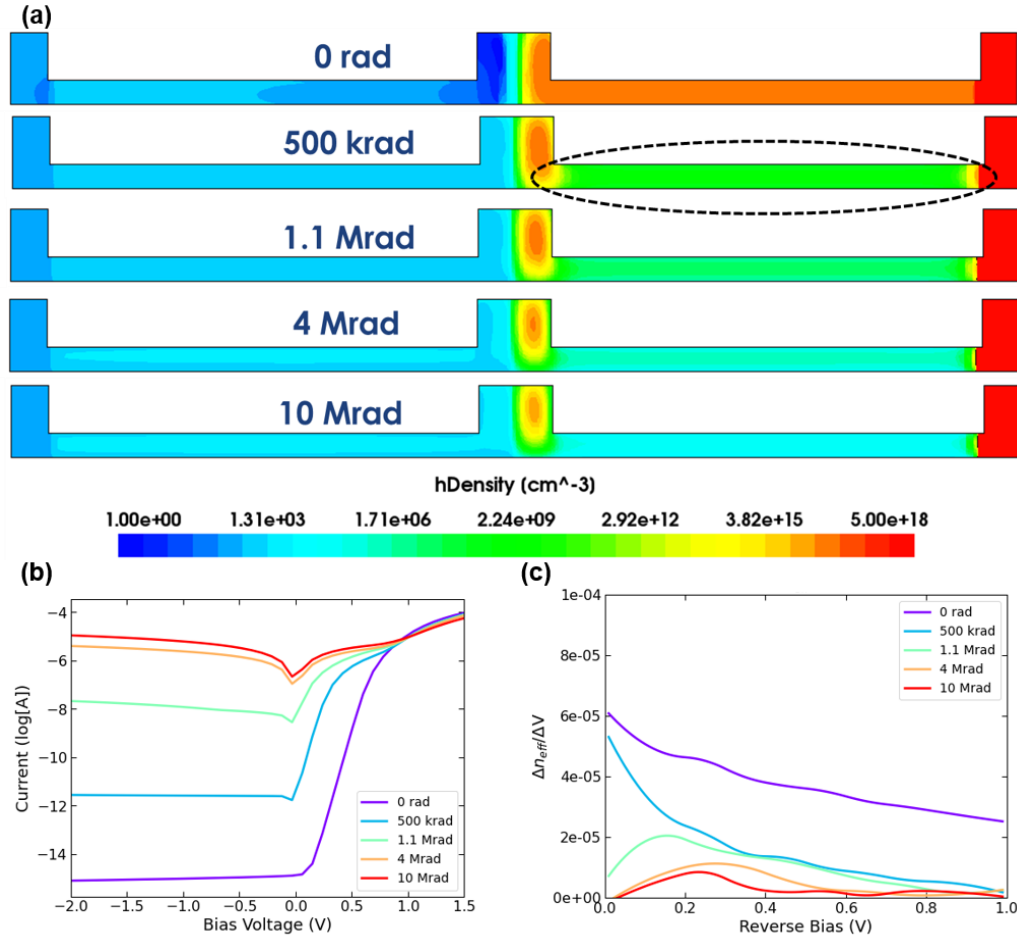 (a)
0 rad
500 krad
1.1 Mrad
4 Mrad
10 Mrad
hDensity (cm^-3)
1.00e+00 1.31e+03 1.71e+06 2.24e+09 2.92e+12 3.82e+15 5.00e+18
(b)
Current (log[A])
−4
−6
−8
−10
−12
−14
0 rad
500 krad
1.1 Mrad
4 Mrad
10 Mrad
−2.0 −1.5 −1.0 −0.5 0.0 0.5 1.0 1.5
Bias Voltage (V)
(c)
Δn_eff/ΔV
1e-04
8e-05
6e-05
4e-05
2e-05
0e+00
0 rad
500 krad
1.1 Mrad
4 Mrad
10 Mrad
0.0 0.2 0.4 0.6 0.8 1.0
Reverse Bias (V)